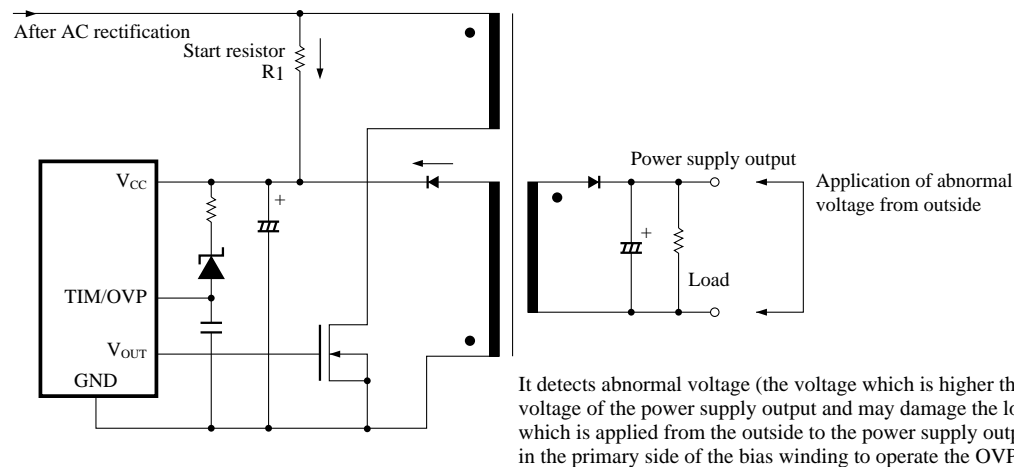 After AC rectification
Start resistor
R1
VCC
TIM/OVP
VOUT
GND
+
Power supply output
+
Load
Application of abnormal
voltage from outside
It detects abnormal voltage (the voltage which is higher th
voltage of the power supply output and may damage the lo
which is applied from the outside to the power supply outp
in the primary side of the bias winding to operate the OVP